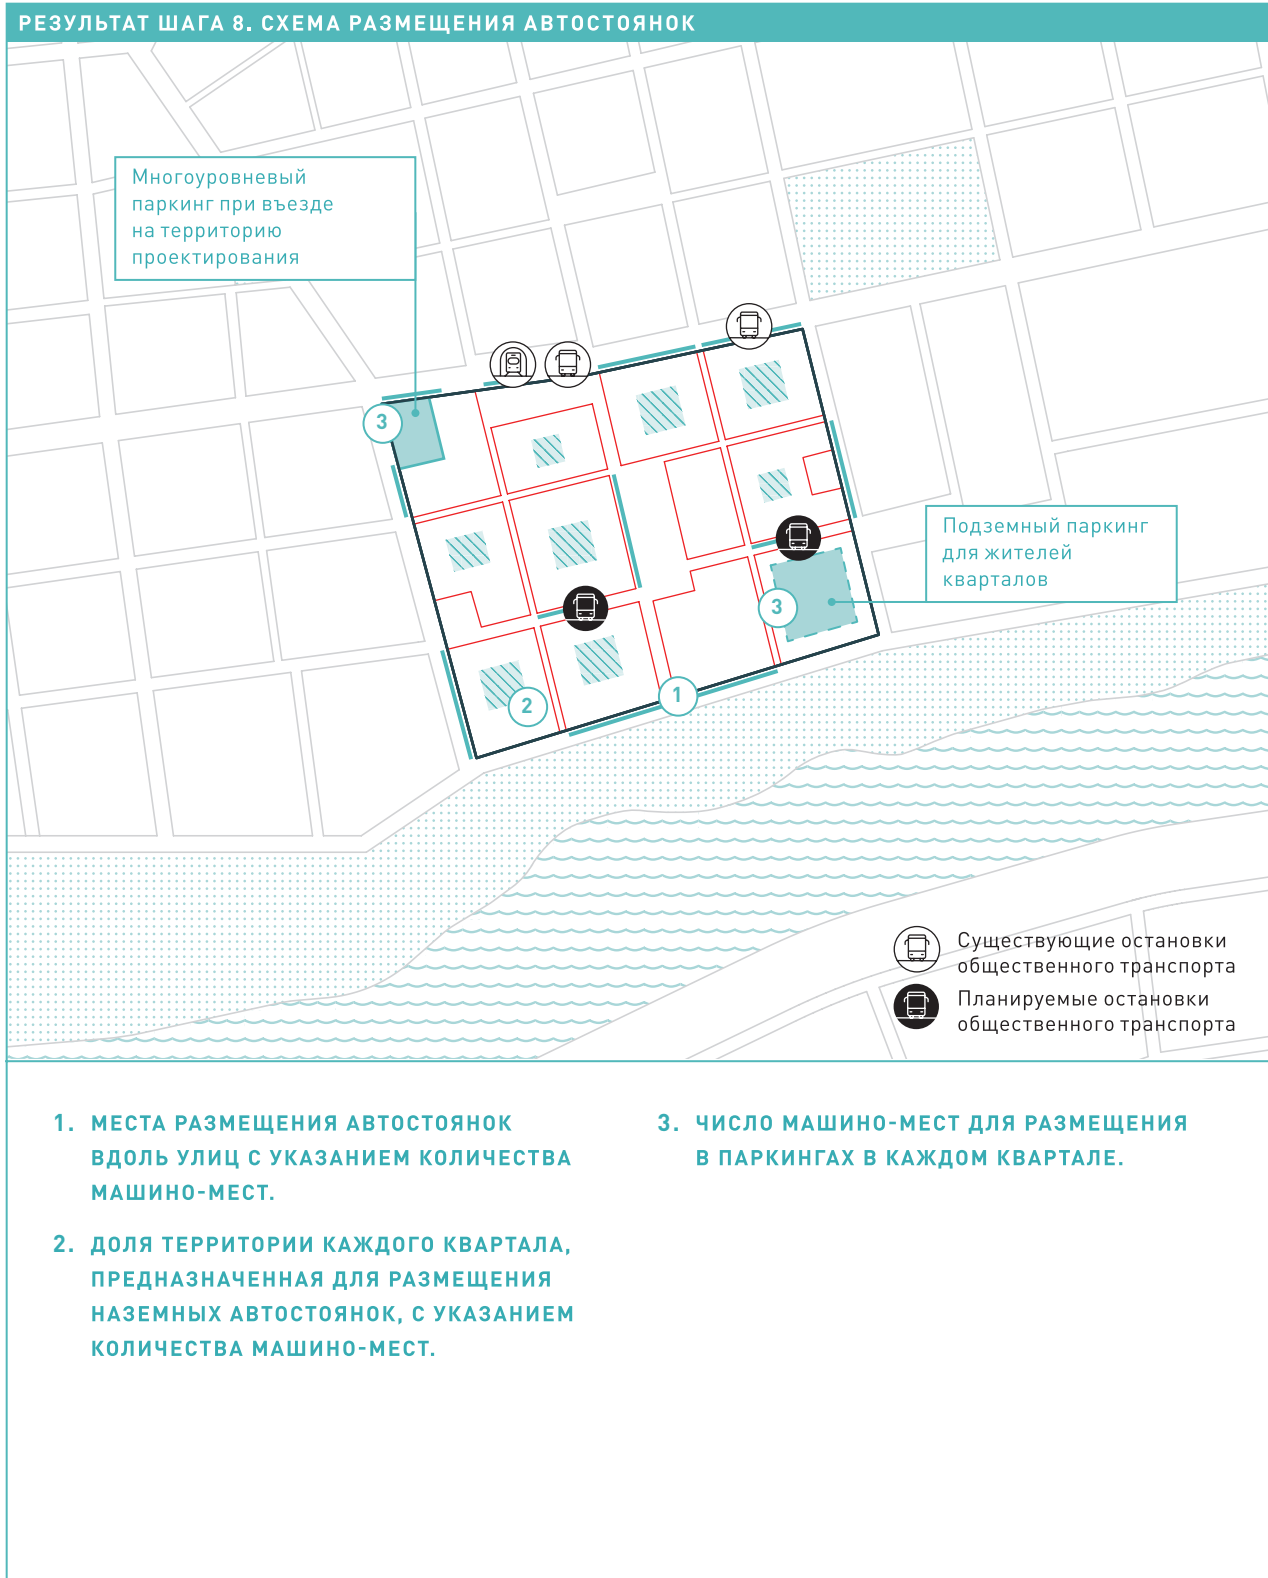 РЕЗУЛЬТАТ ШАГА 8. СХЕМА РАЗМЕЩЕНИЯ АВТОСТОЯНОК
Многоуровневый
паркинг при въезде
на территорию
проектирования
3
Подземный паркинг
для жителей
кварталов
3
2
1
Существующие остановки
общественного транспорта
Планируемые остановки
общественного транспорта
1. МЕСТА РАЗМЕЩЕНИЯ АВТОСТОЯНОК
ВДОЛЬ УЛИЦ С УКАЗАНИЕМ КОЛИЧЕСТВА
МАШИНО-МЕСТ.
2. ДОЛЯ ТЕРРИТОРИИ КАЖДОГО КВАРТАЛА,
ПРЕДНАЗНАЧЕННАЯ ДЛЯ РАЗМЕЩЕНИЯ
НАЗЕМНЫХ АВТОСТОЯНОК, С УКАЗАНИЕМ
КОЛИЧЕСТВА МАШИНО-МЕСТ.
3. ЧИСЛО МАШИНО-МЕСТ ДЛЯ РАЗМЕЩЕНИЯ
В ПАРКИНГАХ В КАЖДОМ КВАРТАЛЕ.